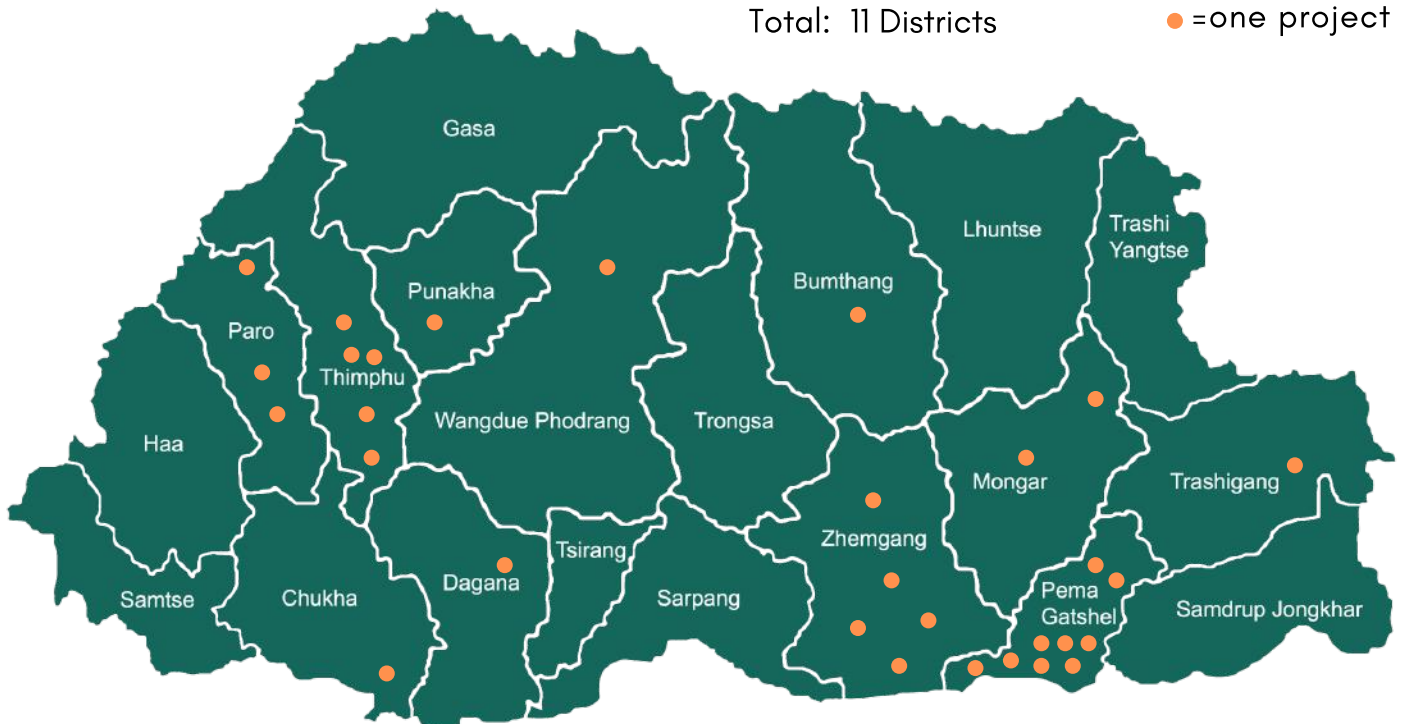 Total: 11 Districts
=one project
Gasa
Lhuntse
Trashi
Yangtse
Bumthang
Punakha
Paro
Thimphu
Wangdue Phodrang
Trongsa
Haa
Mongar
Trashigang
Zhemgang
Tsirang
Dagana
Pema
Gatshel
Samtse
Chukha
Sarpang
Samdrup Jongkhar